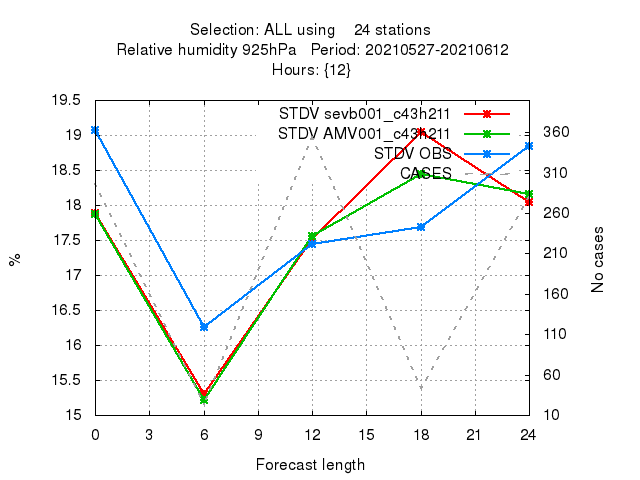 Selection: ALL using 24 stations
Relative humidity 925hPa Period: 20210527-20210612
Hours: {12}
STDV sevb001_c43h211
STDV AMV001_c43h211
STDV OBS
CASES
19.5
19
18.5
18
17.5
17
16.5
16
15.5
15
%
360
310
260
210
160
110
60
10
No cases
0 3 6 9 12 15 18 21 24
Forecast length